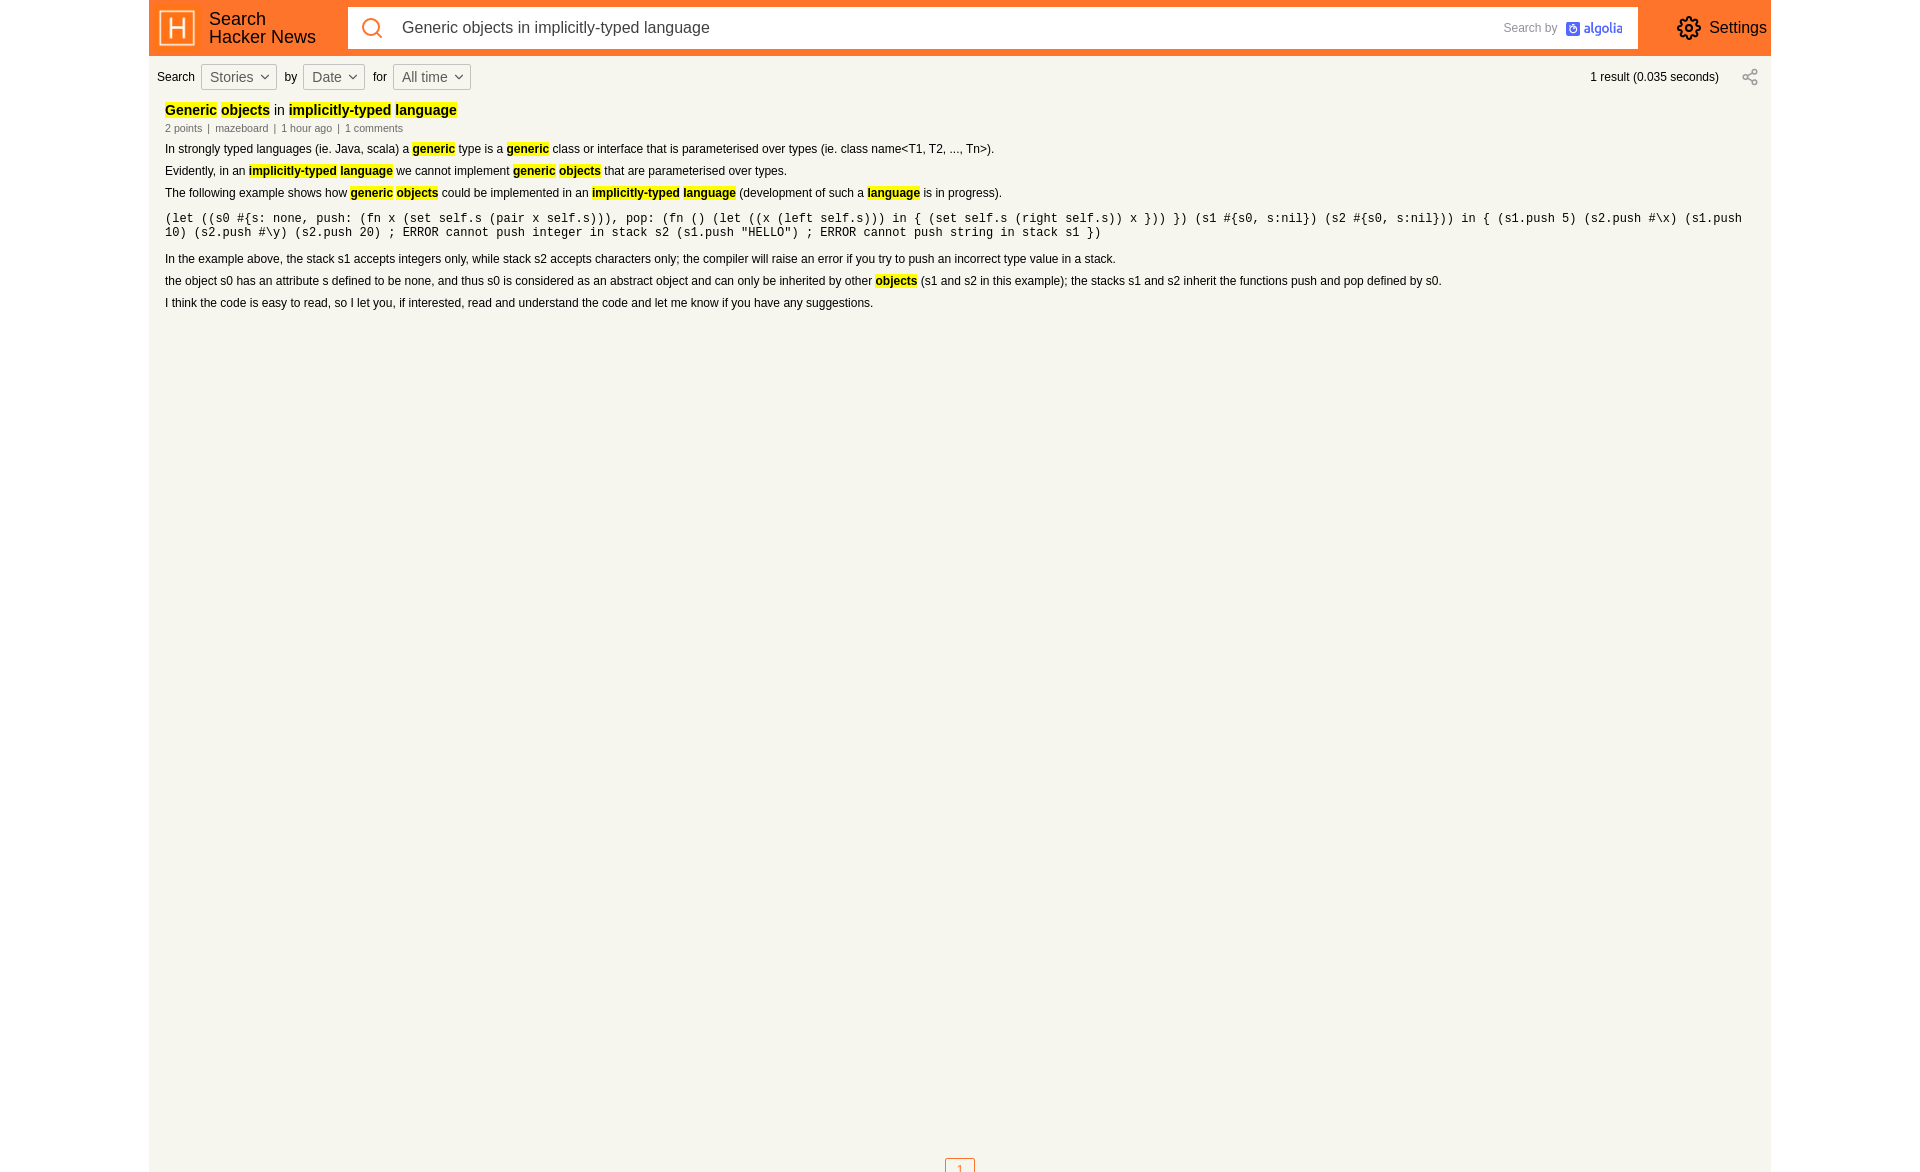 Search
Hacker News
Generic objects in implicitly-typed language
Search by algolia
Settings
Search Stories by Date for All time
1 result (0.035 seconds)
Generic objects in implicitly-typed language
2 points | mazeboard | 1 hour ago | 1 comments
In strongly typed languages (ie. Java, scala) a generic type is a generic class or interface that is parameterised over types (ie. class name<T1, T2, ..., Tn>).
Evidently, in an implicitly-typed language we cannot implement generic objects that are parameterised over types.
The following example shows how generic objects could be implemented in an implicitly-typed language (development of such a language is in progress).
(let ((s0 #{s: none, push: (fn x (set self.s (pair x self.s))), pop: (fn () (let ((x (left self.s))) in { (set self.s (right self.s)) x })) }) (s1 #{s0, s:nil}) (s2 #{s0, s:nil})) in { (s1.push 5) (s2.push #\x) (s1.push
10) (s2.push #\y) (s2.push 20) ; ERROR cannot push integer in stack s2 (s1.push "HELLO") ; ERROR cannot push string in stack s1 })
In the example above, the stack s1 accepts integers only, while stack s2 accepts characters only; the compiler will raise an error if you try to push an incorrect type value in a stack.
the object s0 has an attribute s defined to be none, and thus s0 is considered as an abstract object and can only be inherited by other objects (s1 and s2 in this example); the stacks s1 and s2 inherit the functions push and pop defined by s0.
I think the code is easy to read, so I let you, if interested, read and understand the code and let me know if you have any suggestions.
1